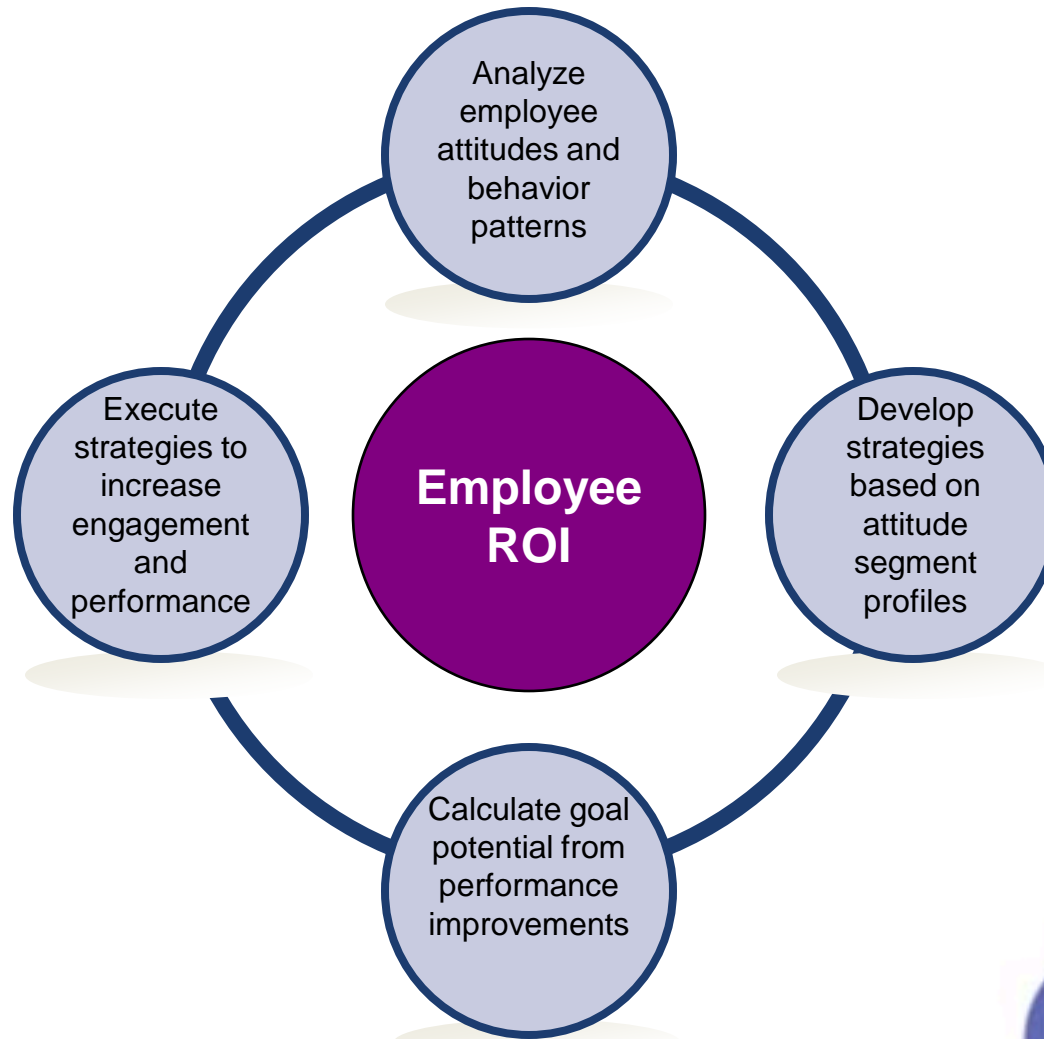 Analyze
employee
attitudes and
behavior
patterns
Execute
strategies to
increase
engagement
and
performance
Employee
ROI
Develop
strategies
based on
attitude
segment
profiles
Calculate goal
potential from
performance
improvements